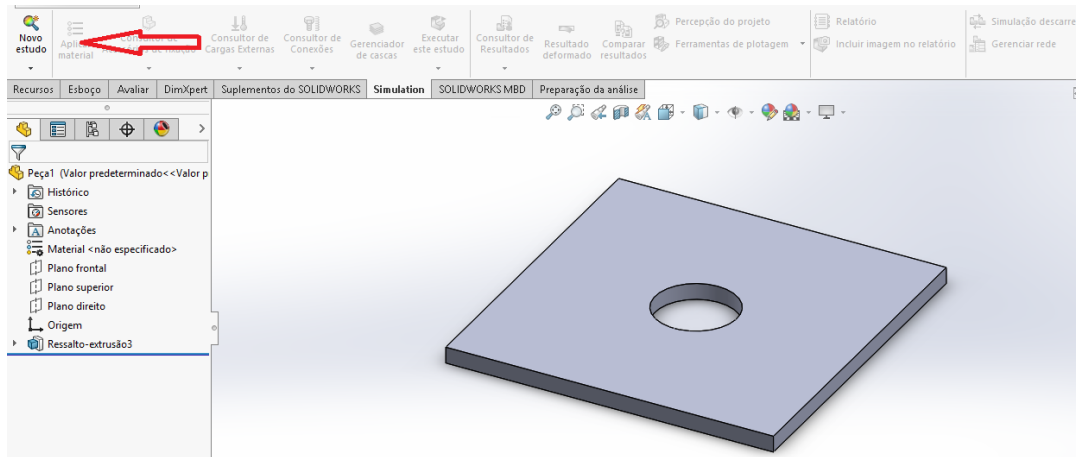 Novo
estudo
material
Consultor de
Cargas Externas
Consultor de
Conexões
Gerenciador
de cascas
Executar
este estudo
Consultor de
Resultados
Resultado
deformado
Comparar
resultados
Percepção do projeto
Ferramentas de plotagem
Relatório
Incluir imagem no relatório
Simulação descarre
Gerenciar rede
Recursos Esboço Avaliar DimXpert Suplementos do SOLIDWORKS Simulation SOLIDWORKS MBD Preparação da análise
Peça1 (Valor predeterminado<<Valor p
Histórico
Sensores
A Anotações
Material <não especificado>
Plano frontal
Plano superior
Plano direito
Origem
Ressalto-extrusão3